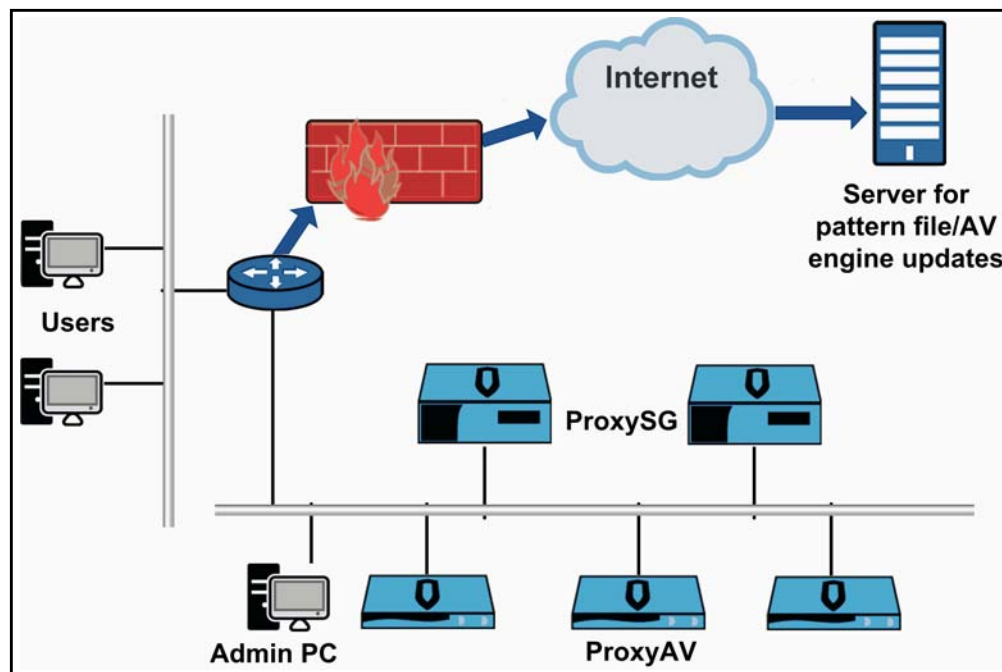 Internet
Server for
pattern file/AV
engine updates
Users
ProxySG
Admin PC
ProxyAV